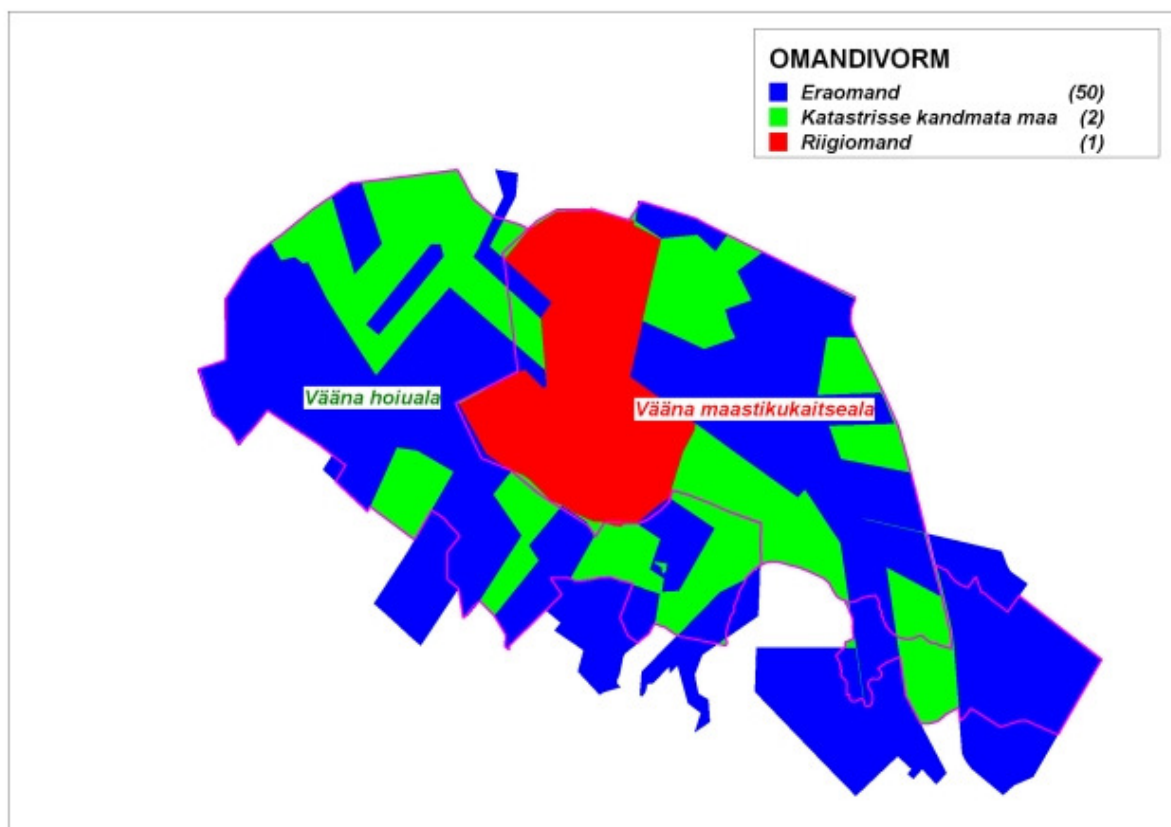 OMANDIVORM
Eraomand (50)
Katastrisse kandmata maa (2)
Riigiomand (1)
Vääna hoiuala
Vääna maastikukaitseala